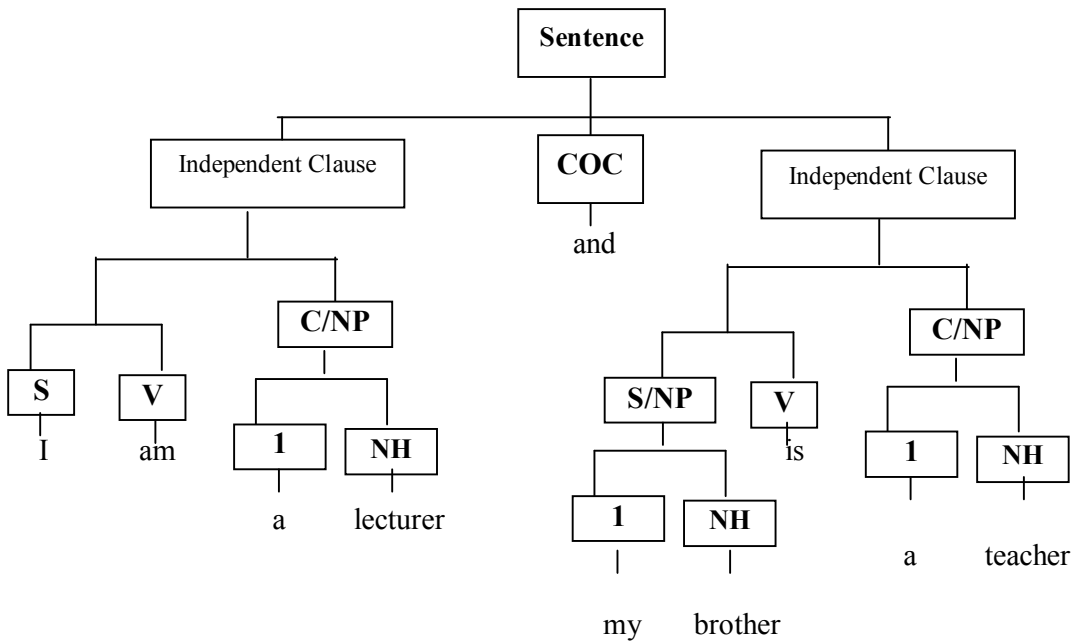 Sentence
Independent Clause
COC
Independent Clause
and
C/NP
C/NP
S
V
S/NP
V
I
am
1
NH
is
1
NH
a
lecturer
1
NH
a
teacher
my
brother